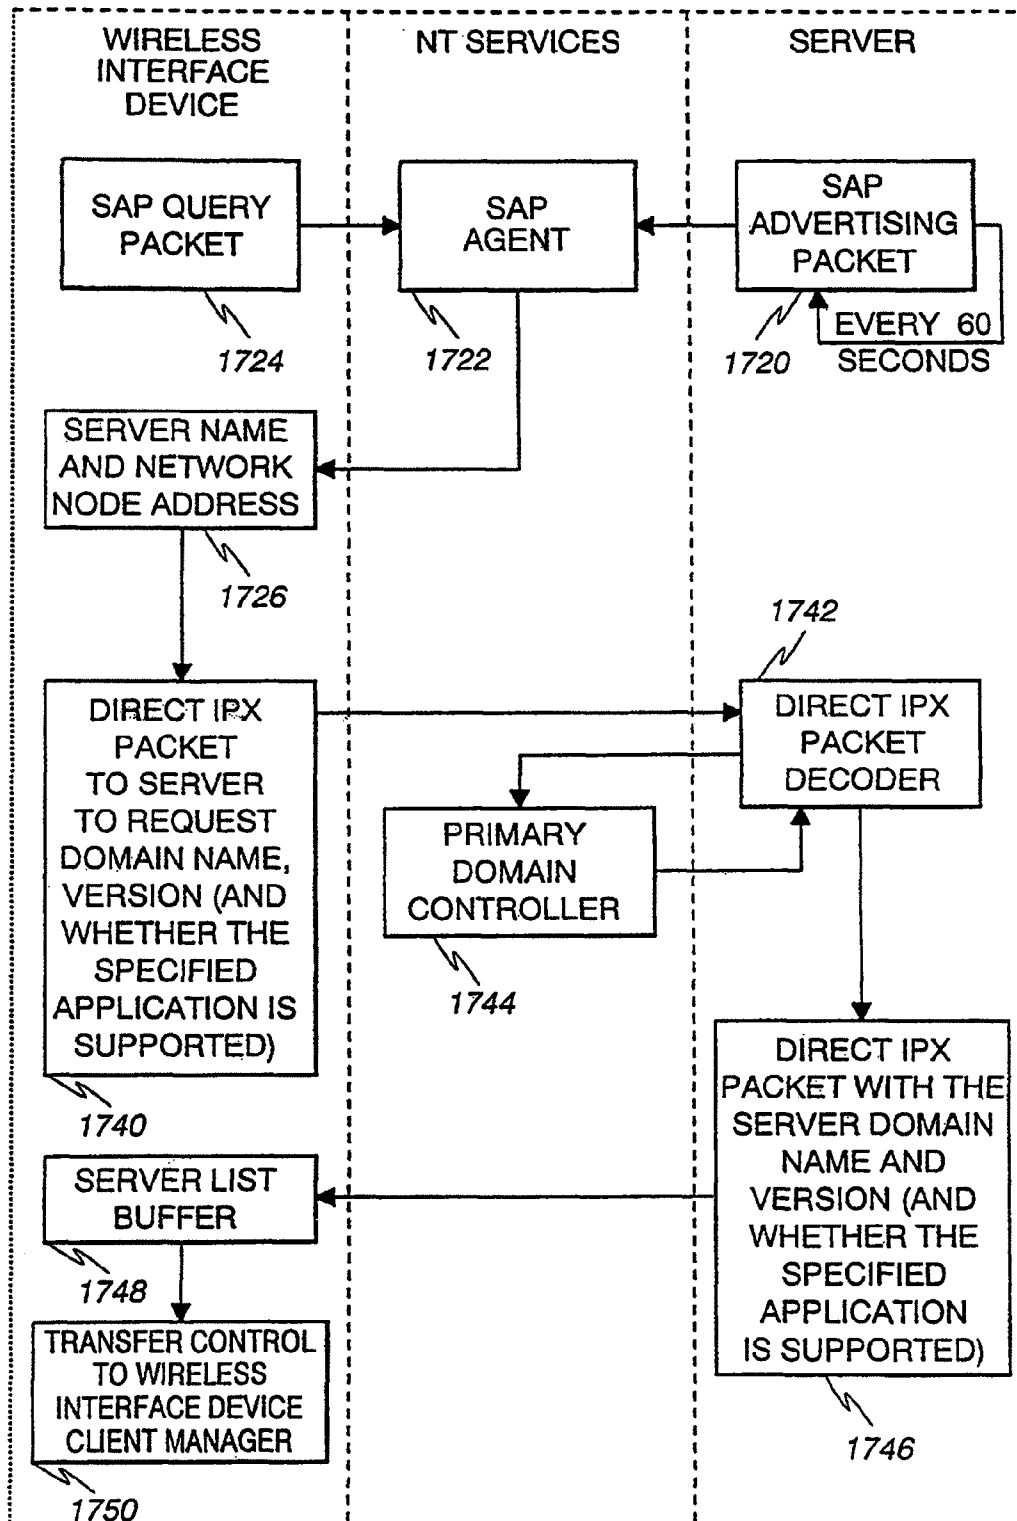 WIRELESS
INTERFACE
DEVICE
NT SERVICES
SERVER
SAP QUERY
PACKET
1724
SAP
AGENT
1722
SAP
ADVERTISING
PACKET
1720
EVERY 60
SECONDS
SERVER NAME
AND NETWORK
NODE ADDRESS
1726
DIRECT IPX
PACKET
TO SERVER
TO REQUEST
DOMAIN NAME,
VERSION (AND
WHETHER THE
SPECIFIED
APPLICATION IS
SUPPORTED)
1740
1742
DIRECT IPX
PACKET
DECODER
PRIMARY
DOMAIN
CONTROLLER
1744
DIRECT IPX
PACKET WITH THE
SERVER DOMAIN
NAME AND
VERSION (AND
WHETHER THE
SPECIFIED
APPLICATION
IS SUPPORTED)
1746
SERVER LIST
BUFFER
1748
TRANSFER CONTROL
TO WIRELESS
INTERFACE DEVICE
CLIENT MANAGER
1750